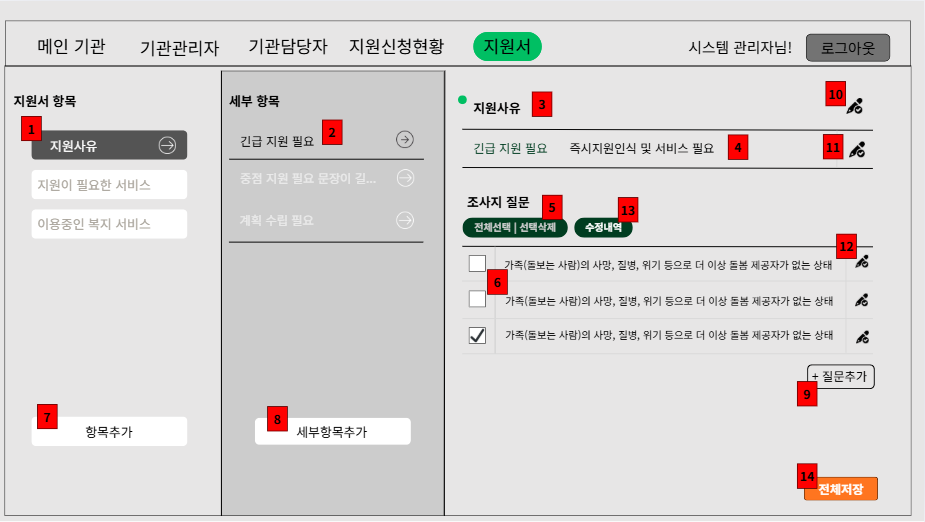 메인 기관 기관관리자 기관담당자 지원신청현황 지원서 시스템 관리자님! 로그아웃
지원서 항목
1
지원사유
지원이 필요한 서비스
이용중인 복지 서비스
7
항목추가
세부 항목
긴급 지원 필요 2
중점 지원 필요 문장이 길...
계획 수립 필요
8
세부항목추가
지원사유 3 10
긴급 지원 필요 즉시지원인식 및 서비스 필요 4 11
조사지 질문
5 13
전체선택 | 선택삭제 수정내역
12
가족(돌보는 사람)의 사망, 질병, 위기 등으로 더 이상 돌봄 제공자가 없는 상태
6
가족(돌보는 사람)의 사망, 질병, 위기 등으로 더 이상 돌봄 제공자가 없는 상태
가족(돌보는 사람)의 사망, 질병, 위기 등으로 더 이상 돌봄 제공자가 없는 상태
+ 질문추가
9
14
전체저장